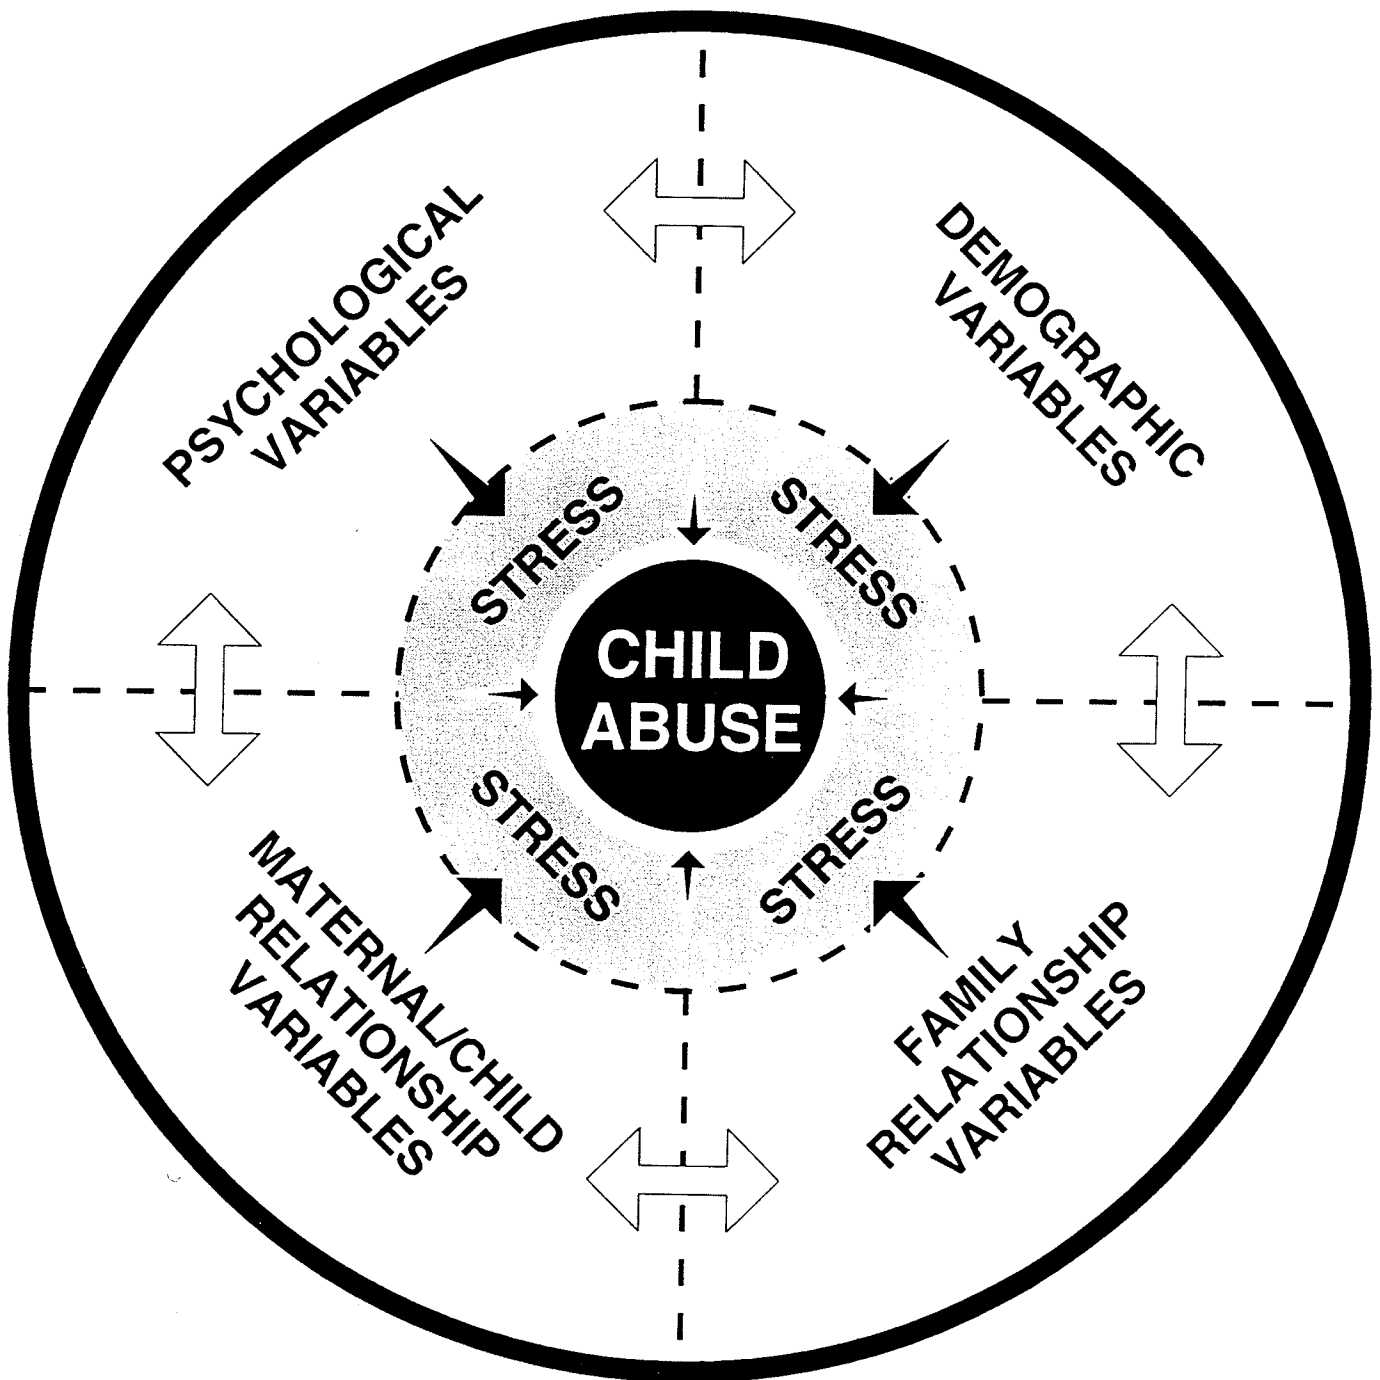 PSYCHOLOGICAL
VARIABLES
DEMOGRAPHIC
VARIABLES
STRESS
STRESS
CHILD
ABUSE
STRESS
STRESS
MATERNAL/CHILD
RELATIONSHIP
VARIABLES
FAMILY
RELATIONSHIP
VARIABLES